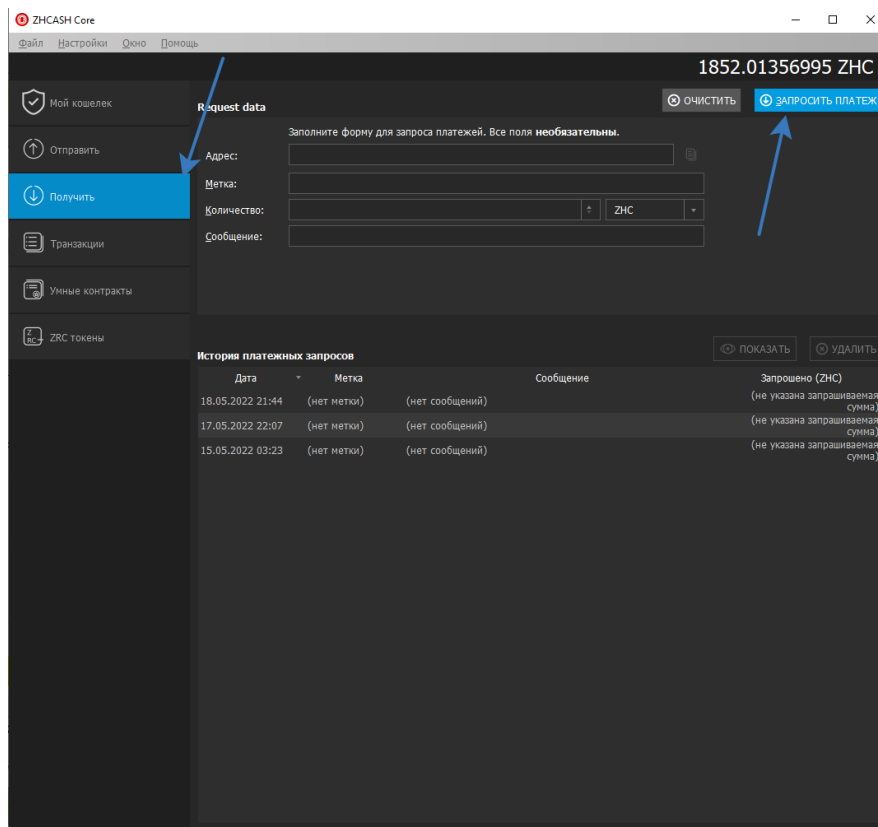 ZHCASH Core
Файл Настройки Окно Помощь
1852.01356995 ZHC
Мой кошелек
Отправить
Получить
Транзакции
Умные контракты
ZRC токены
Request data
ОЧИСТИТЬ
ЗАПРОСИТЬ ПЛАТЕЖ
Заполните форму для запроса платежей. Все поля необязательны.
Адрес:
Метка:
Количество: ZHC
Сообщение:
История платежных запросов
ПОКАЗАТЬ
УДАЛИТЬ
Дата Метка Сообщение Запрошено (ZHC)
18.05.2022 21:44 (нет метки) (нет сообщений) (не указана запрашиваемая
сумма)
17.05.2022 22:07 (нет метки) (нет сообщений) (не указана запрашиваемая
сумма)
15.05.2022 03:23 (нет метки) (нет сообщений) (не указана запрашиваемая
сумма)